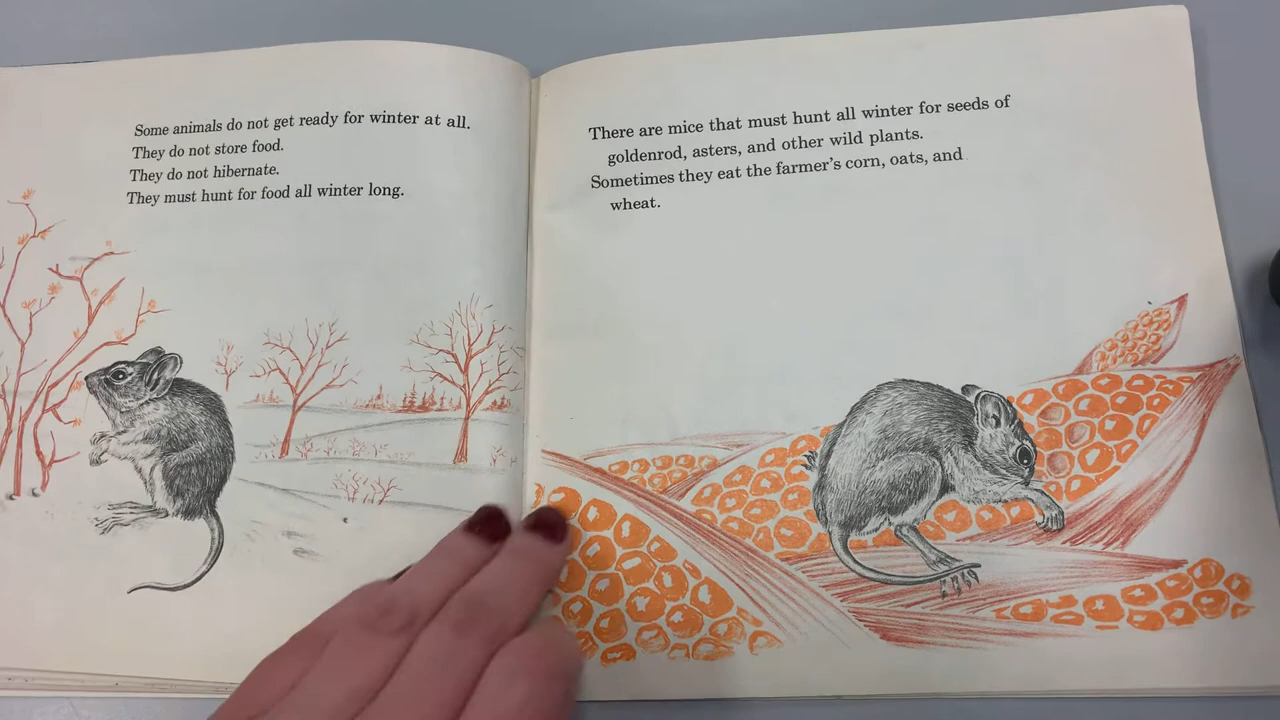 Some animals do not get ready for winter at all.
They do not store food.
They do not hibernate.
They must hunt for food all winter long.
There are mice that must hunt all winter for seeds of
goldenrod, asters, and other wild plants.
Sometimes they eat the farmer's corn, oats, and
wheat.